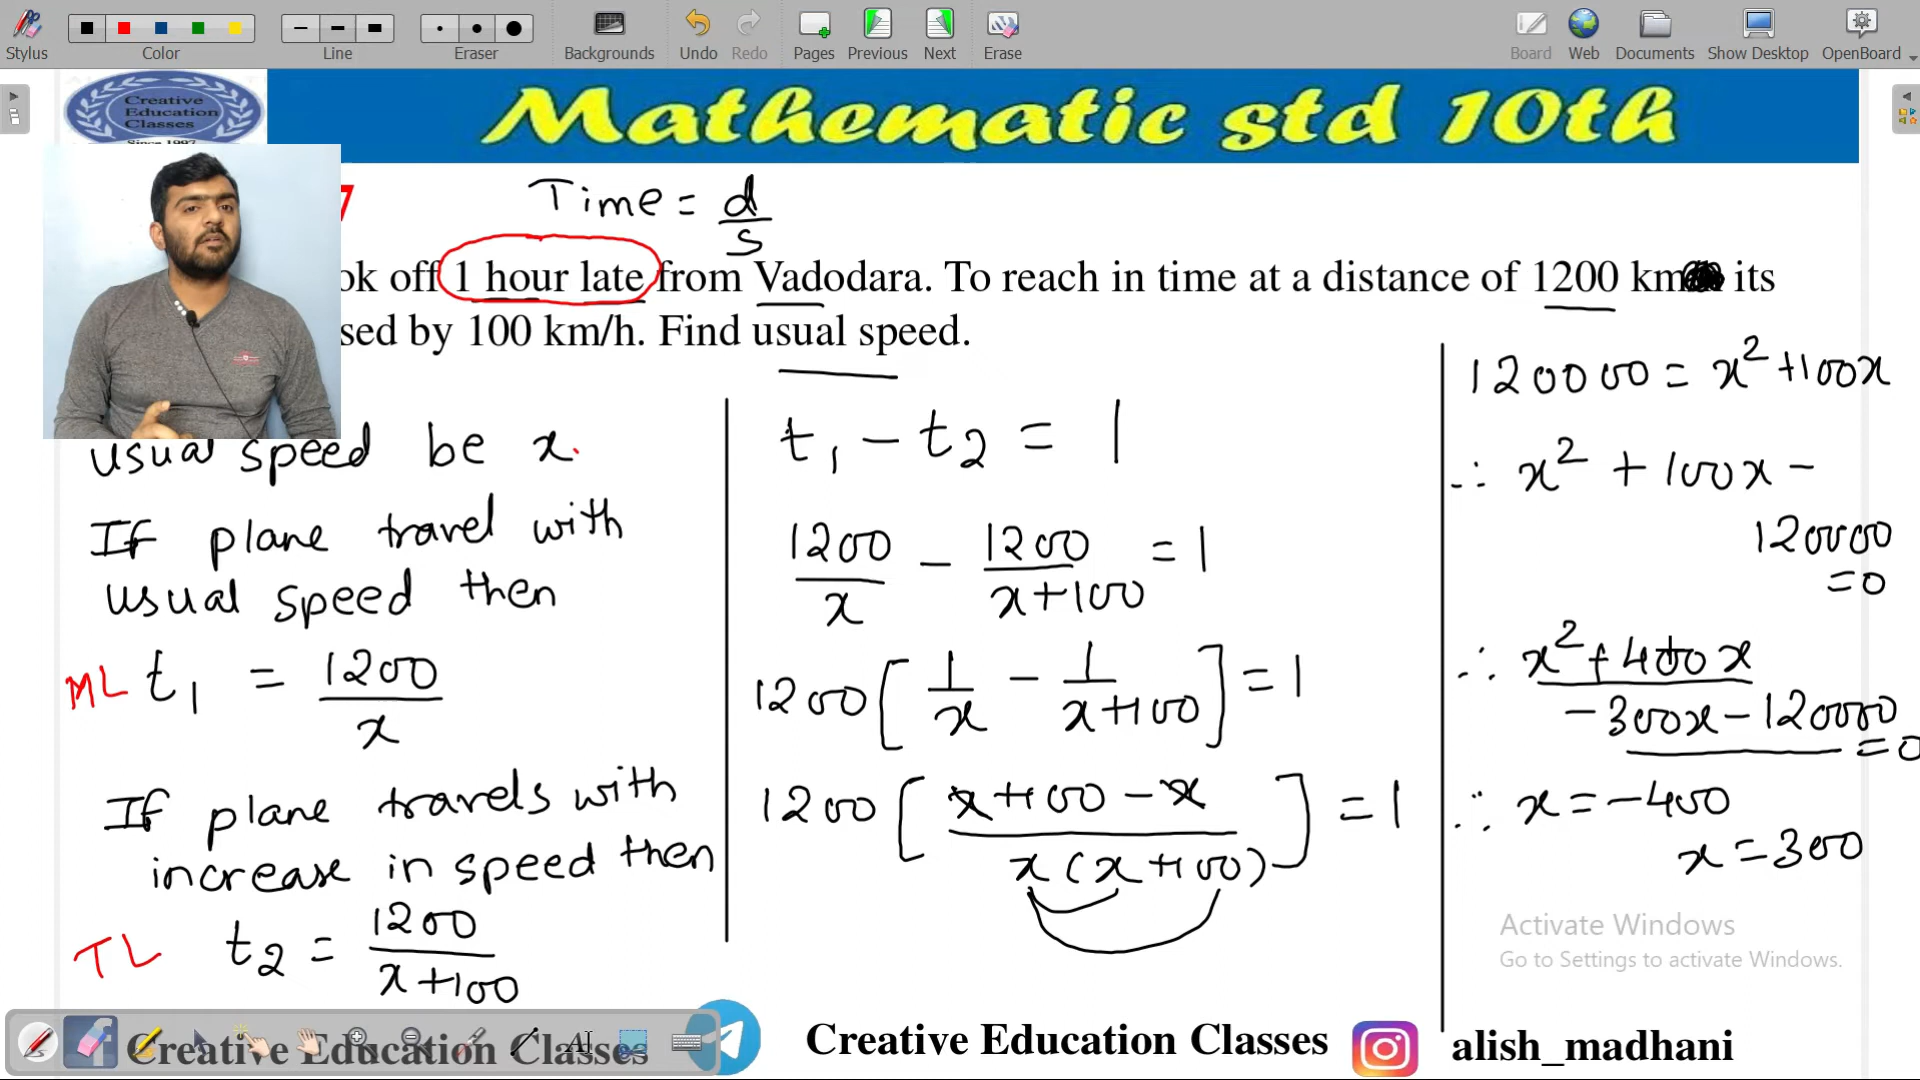 Stylus
Color
Line
Eraser
Backgrounds
Undo
Redo
Pages
Previous
Next
Erase
Board
Web
Documents
Show Desktop
OpenBoard
Creative
Education
Classes
Since 1997
Mathematic std 10th
7
Time = d/s
ok off 1 hour late from Vadodara. To reach in time at a distance of 1200 km its
sed by 100 km/h. Find usual speed.
usual speed be x.
If plane travel with
usual speed then
ML t₁ = 1200/x
If plane travels with
increase in speed then
TL t₂ = 1200/x+100
t₁ - t₂ = 1
1200/x - 1200/x+100 = 1
1200 [ 1/x - 1/x+100 ] = 1
1200 [ x+100-x / x(x+100) ] = 1
120000 = x²+100x
∴ x² + 100x -
120000
=0
∴ x²+400x
-300x-120000
=0
∴ x=-400
x=300
Activate Windows
Go to Settings to activate Windows.
Creative Education Classes
Creative Education Classes
alish_madhani